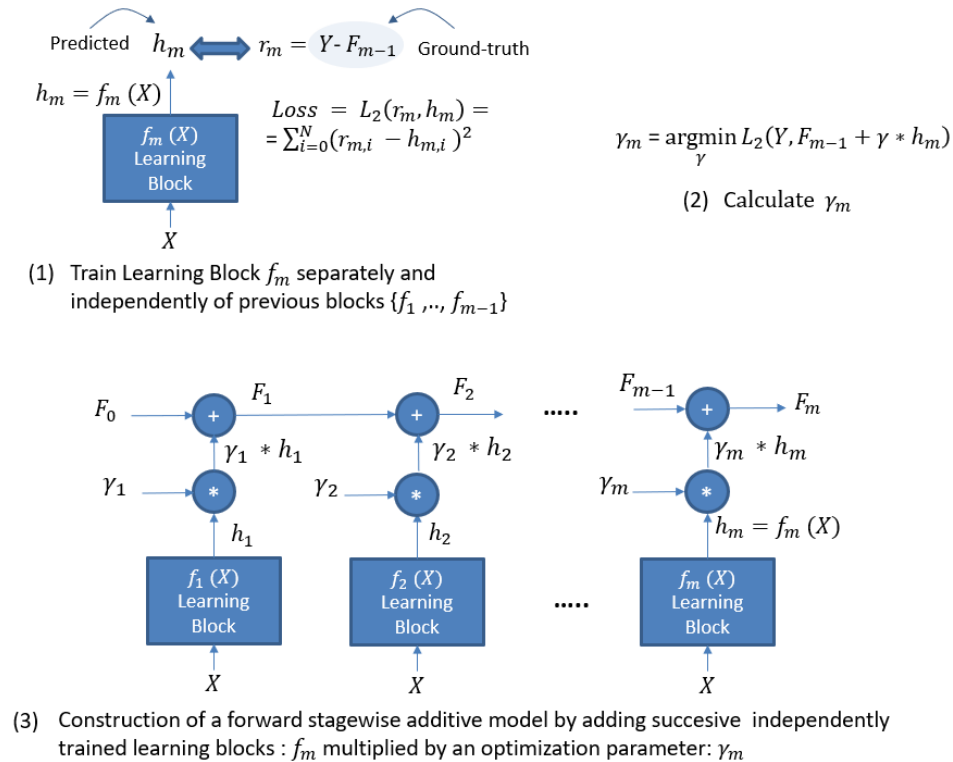 Predicted h_m r_m = Y- F_{m−1} Ground-truth
h_m = f_m (X)
Loss = L_2(r_m, h_m) =
= ∑_{i=0}^{N}(r_{m,i} − h_{m,i} )^2
f_m (X)
Learning
Block
X
γ_m = argmin L_2(Y, F_{m−1} + γ * h_m)
γ
(2) Calculate γ_m
(1) Train Learning Block f_m separately and
independently of previous blocks {f_1 ,.., f_{m−1}}
F_0
+
F_1
+
F_2
.....
F_{m−1}
+
F_m
γ_1 * h_1
γ_2 * h_2
γ_m * h_m
γ_1
*
γ_2
*
γ_m
*
h_1
h_2
h_m = f_m (X)
f_1 (X)
Learning
Block
f_2 (X)
Learning
Block
.....
f_m (X)
Learning
Block
X
X
X
(3) Construction of a forward stagewise additive model by adding succesive independently
trained learning blocks : f_m multiplied by an optimization parameter: γ_m